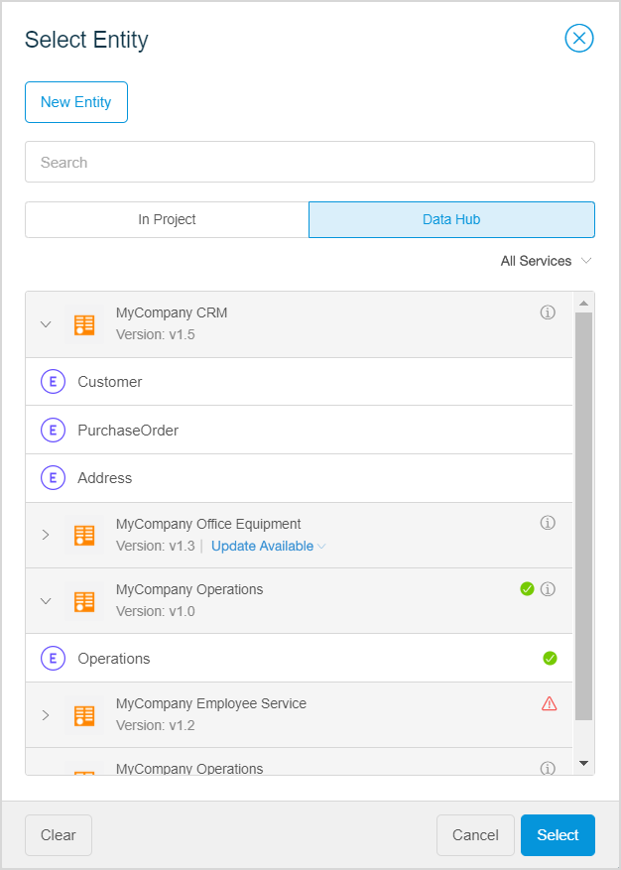 Select Entity
New Entity
Search
In Project
Data Hub
All Services
MyCompany CRM
Version: v1.5
E Customer
E PurchaseOrder
E Address
MyCompany Office Equipment
Version: v1.3 | Update Available
MyCompany Operations
Version: v1.0
E Operations
MyCompany Employee Service
Version: v1.2
MyCompany Operations
Clear
Cancel
Select